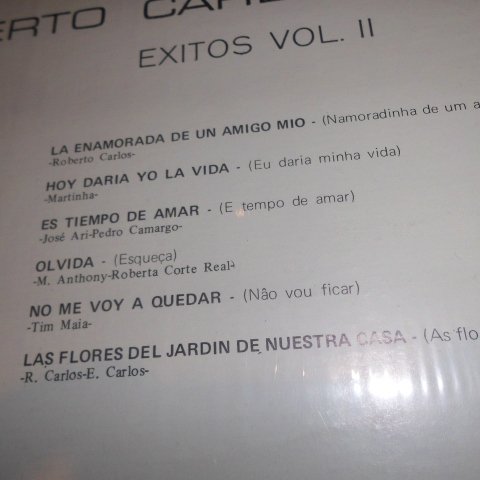 EXITOS VOL. II
LA ENAMORADA DE UN AMIGO MIO - (Namoradinha de um
-Roberto Carlos-
HOY DARIA YO LA VIDA - (Eu daria minha vida)
-Martinha-
ES TIEMPO DE AMAR - (E tempo de amar)
-José Ari-Pedro Camargo-
OLVIDA - (Esqueça)
-M. Anthony-Roberta Corte Real-
NO ME VOY A QUEDAR - (Nâo vou ficar)
-Tim Maia-
LAS FLORES DEL JARDIN DE NUESTRA CASA - (As flo
-R. Carlos-E. Carlos-